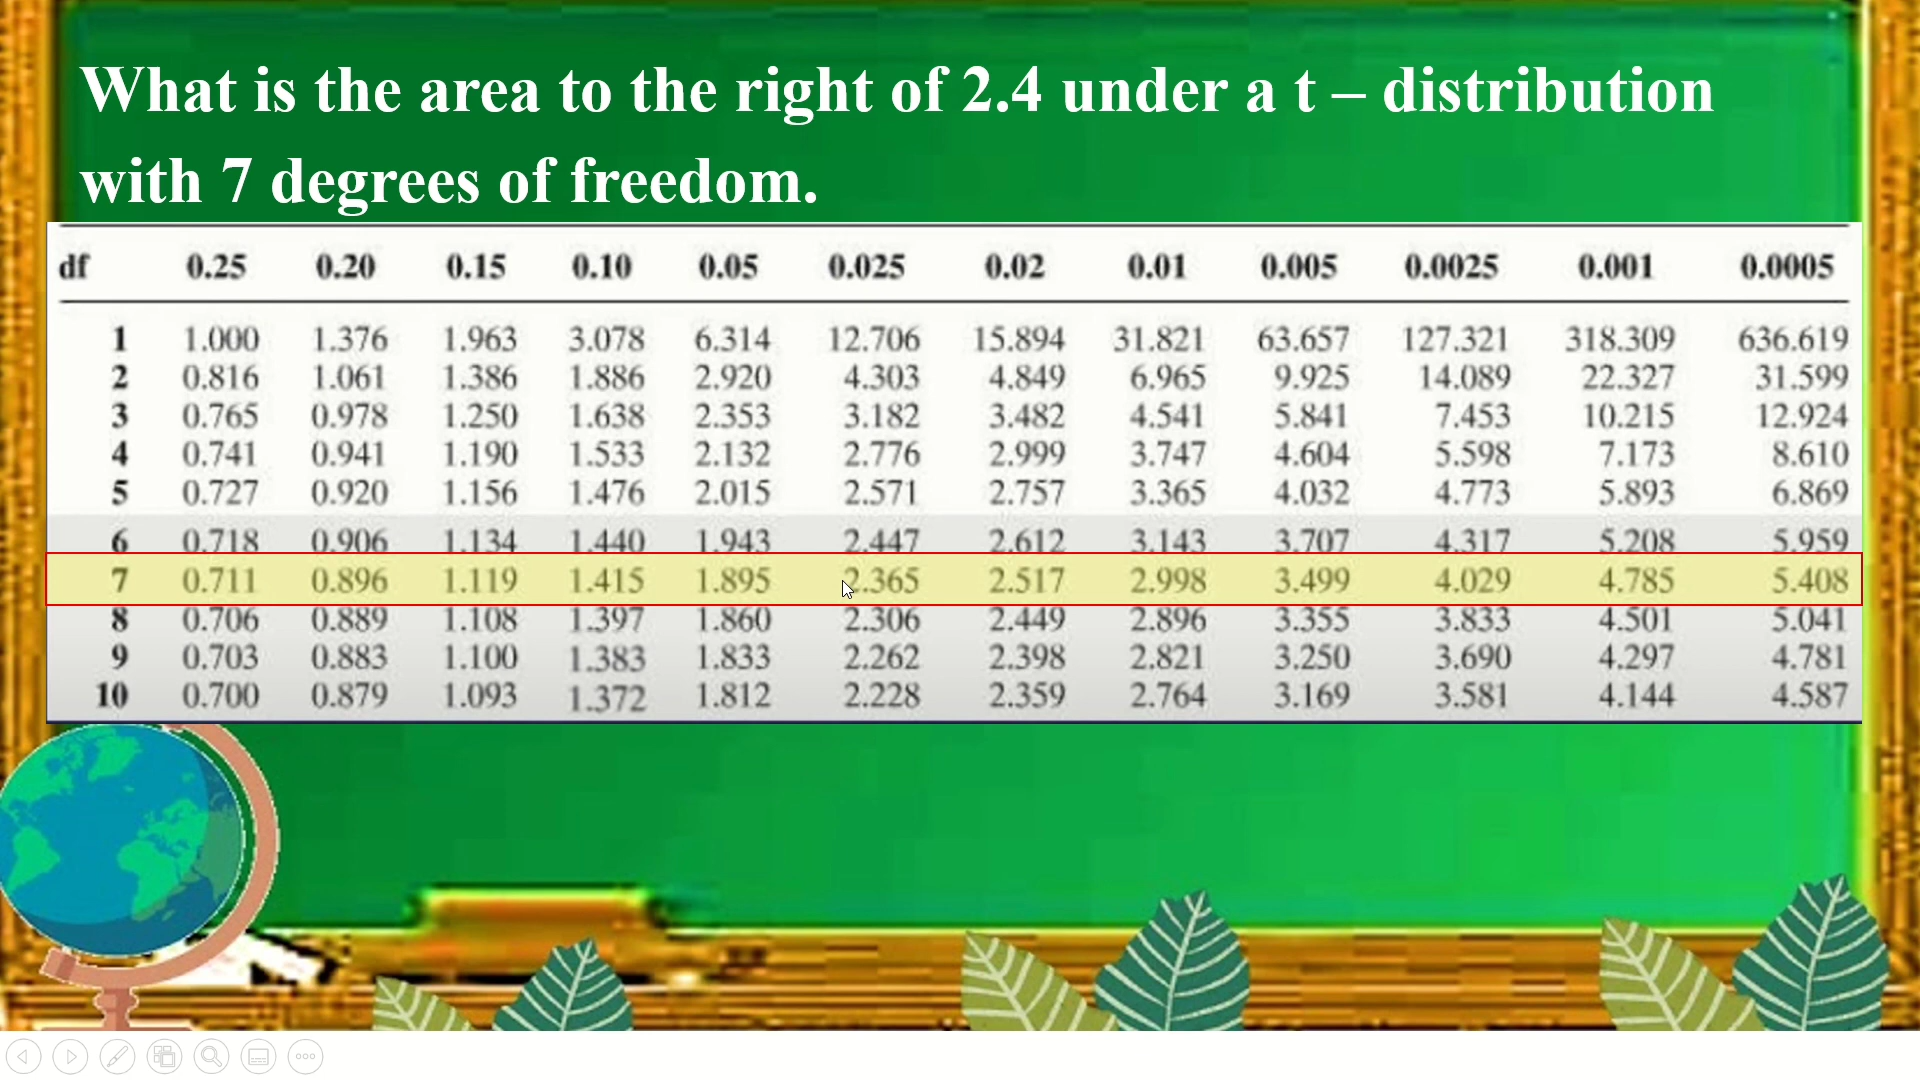 What is the area to the right of 2.4 under a t – distribution
with 7 degrees of freedom.
df 0.25 0.20 0.15 0.10 0.05 0.025 0.02 0.01 0.005 0.0025 0.001 0.0005
1 1.000 1.376 1.963 3.078 6.314 12.706 15.894 31.821 63.657 127.321 318.309 636.619
2 0.816 1.061 1.386 1.886 2.920 4.303 4.849 6.965 9.925 14.089 22.327 31.599
3 0.765 0.978 1.250 1.638 2.353 3.182 3.482 4.541 5.841 7.453 10.215 12.924
4 0.741 0.941 1.190 1.533 2.132 2.776 2.999 3.747 4.604 5.598 7.173 8.610
5 0.727 0.920 1.156 1.476 2.015 2.571 2.757 3.365 4.032 4.773 5.893 6.869
6 0.718 0.906 1.134 1.440 1.943 2.447 2.612 3.143 3.707 4.317 5.208 5.959
7 0.711 0.896 1.119 1.415 1.895 2.365 2.517 2.998 3.499 4.029 4.785 5.408
8 0.706 0.889 1.108 1.397 1.860 2.306 2.449 2.896 3.355 3.833 4.501 5.041
9 0.703 0.883 1.100 1.383 1.833 2.262 2.398 2.821 3.250 3.690 4.297 4.781
10 0.700 0.879 1.093 1.372 1.812 2.228 2.359 2.764 3.169 3.581 4.144 4.587